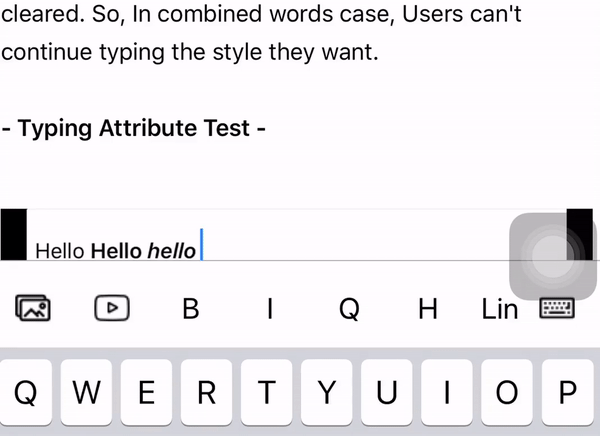 cleared. So, In combined words case, Users can't
continue typing the style they want.
- Typing Attribute Test -
Hello Hello hello
B I Q H Lin
Q W E R T Y U I O P